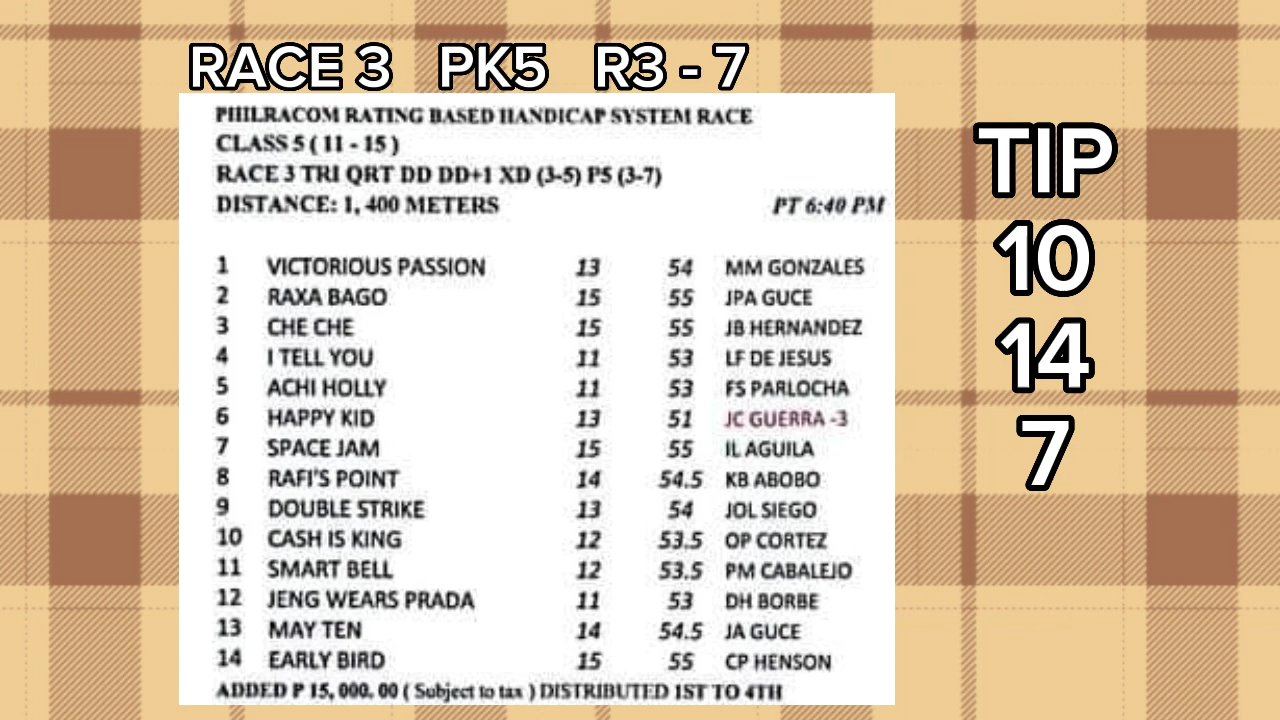 RACE 3 PK5 R3 - 7
PHILRACOM RATING BASED HANDICAP SYSTEM RACE
CLASS 5 ( 11 - 15 )
RACE 3 TRI QRT DD DD+1 XD (3-5) P5 (3-7)
DISTANCE: 1, 400 METERS PT 6:40 PM
1 VICTORIOUS PASSION 13 54 MM GONZALES
2 RAXA BAGO 15 55 JPA GUCE
3 CHE CHE 15 55 JB HERNANDEZ
4 I TELL YOU 11 53 LF DE JESUS
5 ACHI HOLLY 11 53 FS PARLOCHA
6 HAPPY KID 13 51 JC GUERRA -3
7 SPACE JAM 15 55 IL AGUILA
8 RAFI'S POINT 14 54.5 KB ABOBO
9 DOUBLE STRIKE 13 54 JOL SIEGO
10 CASH IS KING 12 53.5 OP CORTEZ
11 SMART BELL 12 53.5 PM CABALEJO
12 JENG WEARS PRADA 11 53 DH BORBE
13 MAY TEN 14 54.5 JA GUCE
14 EARLY BIRD 15 55 CP HENSON
ADDED P 15, 000. 00 ( Subject to tax ) DISTRIBUTED 1ST TO 4TH
TIP
10
14
7